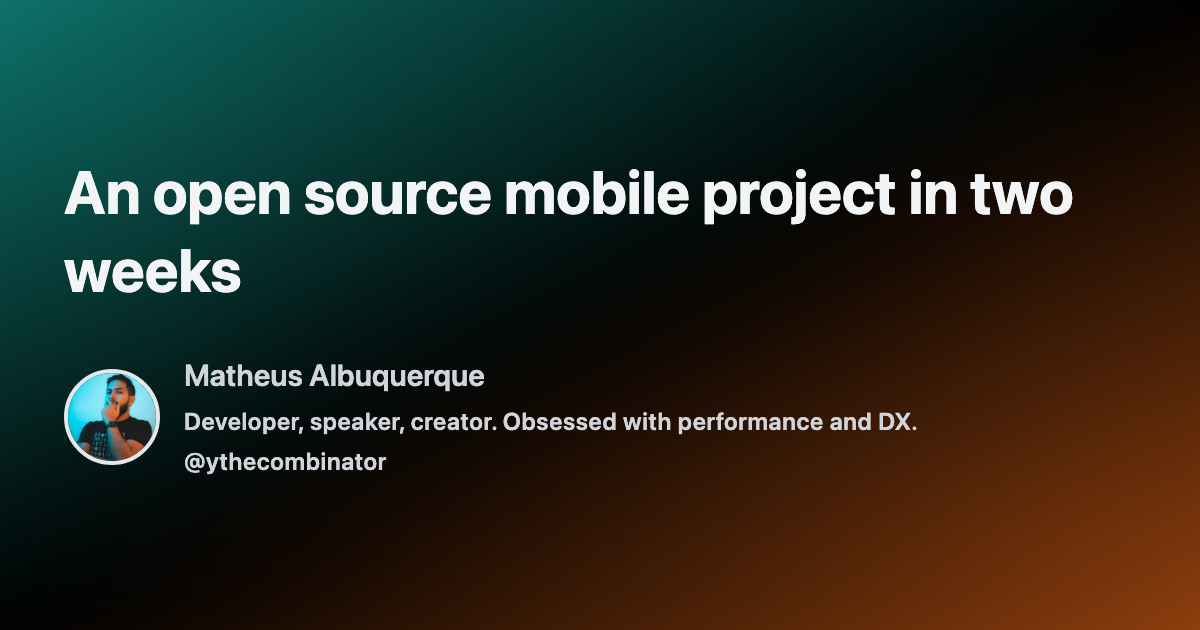 An open source mobile project in two
weeks
Matheus Albuquerque
Developer, speaker, creator. Obsessed with performance and DX.
@ythecombinator